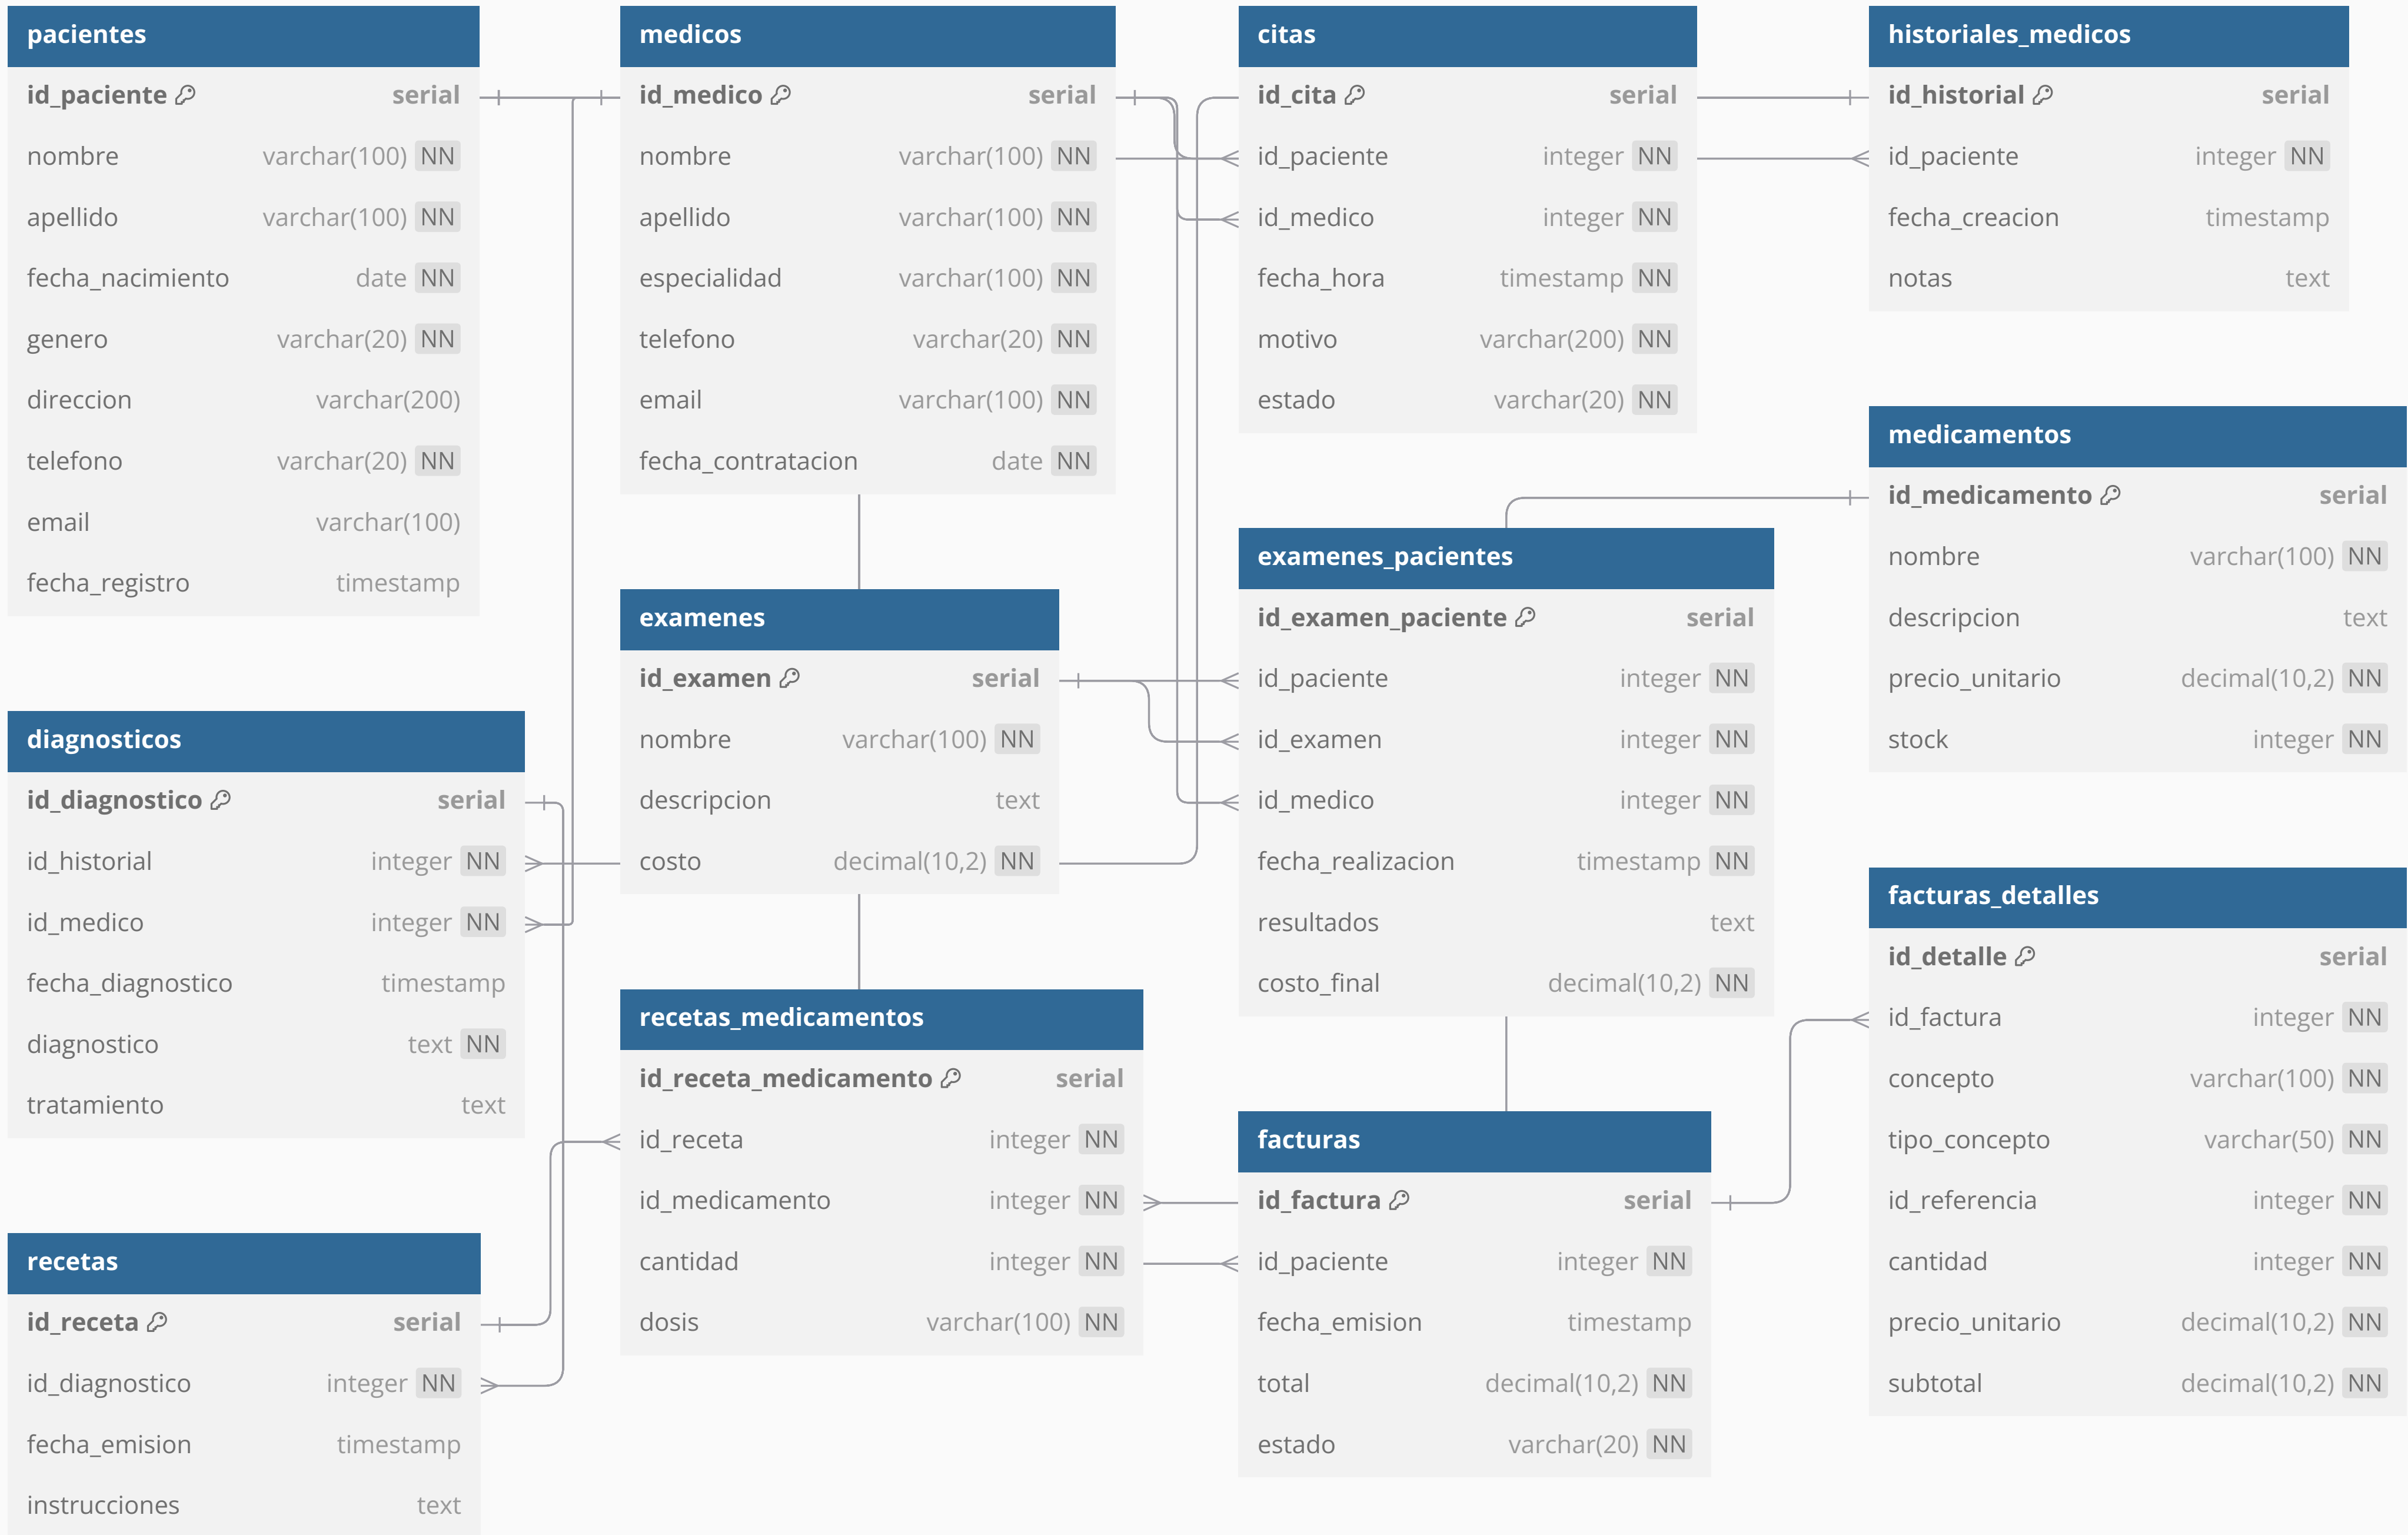 pacientes
id_paciente serial
nombre varchar(100) NN
apellido varchar(100) NN
fecha_nacimiento date NN
genero varchar(20) NN
direccion varchar(200)
telefono varchar(20) NN
email varchar(100)
fecha_registro timestamp
medicos
id_medico serial
nombre varchar(100) NN
apellido varchar(100) NN
especialidad varchar(100) NN
telefono varchar(20) NN
email varchar(100) NN
fecha_contratacion date NN
citas
id_cita serial
id_paciente integer NN
id_medico integer NN
fecha_hora timestamp NN
motivo varchar(200) NN
estado varchar(20) NN
historiales_medicos
id_historial serial
id_paciente integer NN
fecha_creacion timestamp
notas text
medicamentos
id_medicamento serial
nombre varchar(100) NN
descripcion text
precio_unitario decimal(10,2) NN
stock integer NN
examenes
id_examen serial
nombre varchar(100) NN
descripcion text
costo decimal(10,2) NN
examenes_pacientes
id_examen_paciente serial
id_paciente integer NN
id_examen integer NN
id_medico integer NN
fecha_realizacion timestamp NN
resultados text
costo_final decimal(10,2) NN
diagnosticos
id_diagnostico serial
id_historial integer NN
id_medico integer NN
fecha_diagnostico timestamp
diagnostico text NN
tratamiento text
recetas_medicamentos
id_receta_medicamento serial
id_receta integer NN
id_medicamento integer NN
cantidad integer NN
dosis varchar(100) NN
facturas_detalles
id_detalle serial
id_factura integer NN
concepto varchar(100) NN
tipo_concepto varchar(50) NN
id_referencia integer NN
cantidad integer NN
precio_unitario decimal(10,2) NN
subtotal decimal(10,2) NN
facturas
id_factura serial
id_paciente integer NN
fecha_emision timestamp
total decimal(10,2) NN
estado varchar(20) NN
recetas
id_receta serial
id_diagnostico integer NN
fecha_emision timestamp
instrucciones text